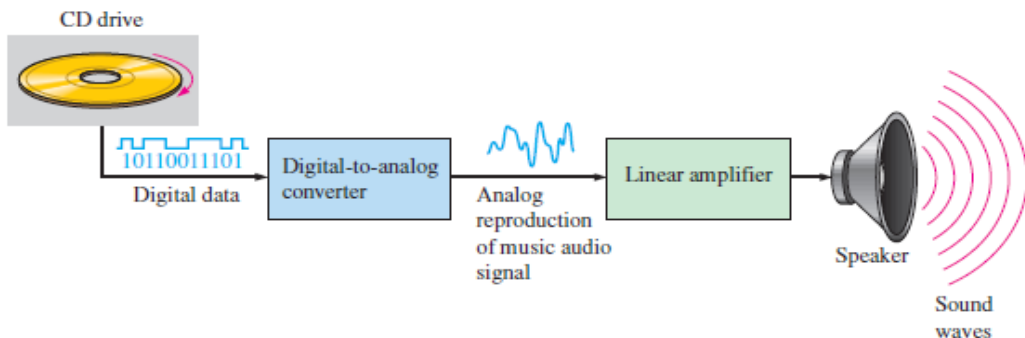 CD drive
10110011101
Digital data
Digital-to-analog
converter
Analog
reproduction
of music audio
signal
Linear amplifier
Speaker
Sound
waves